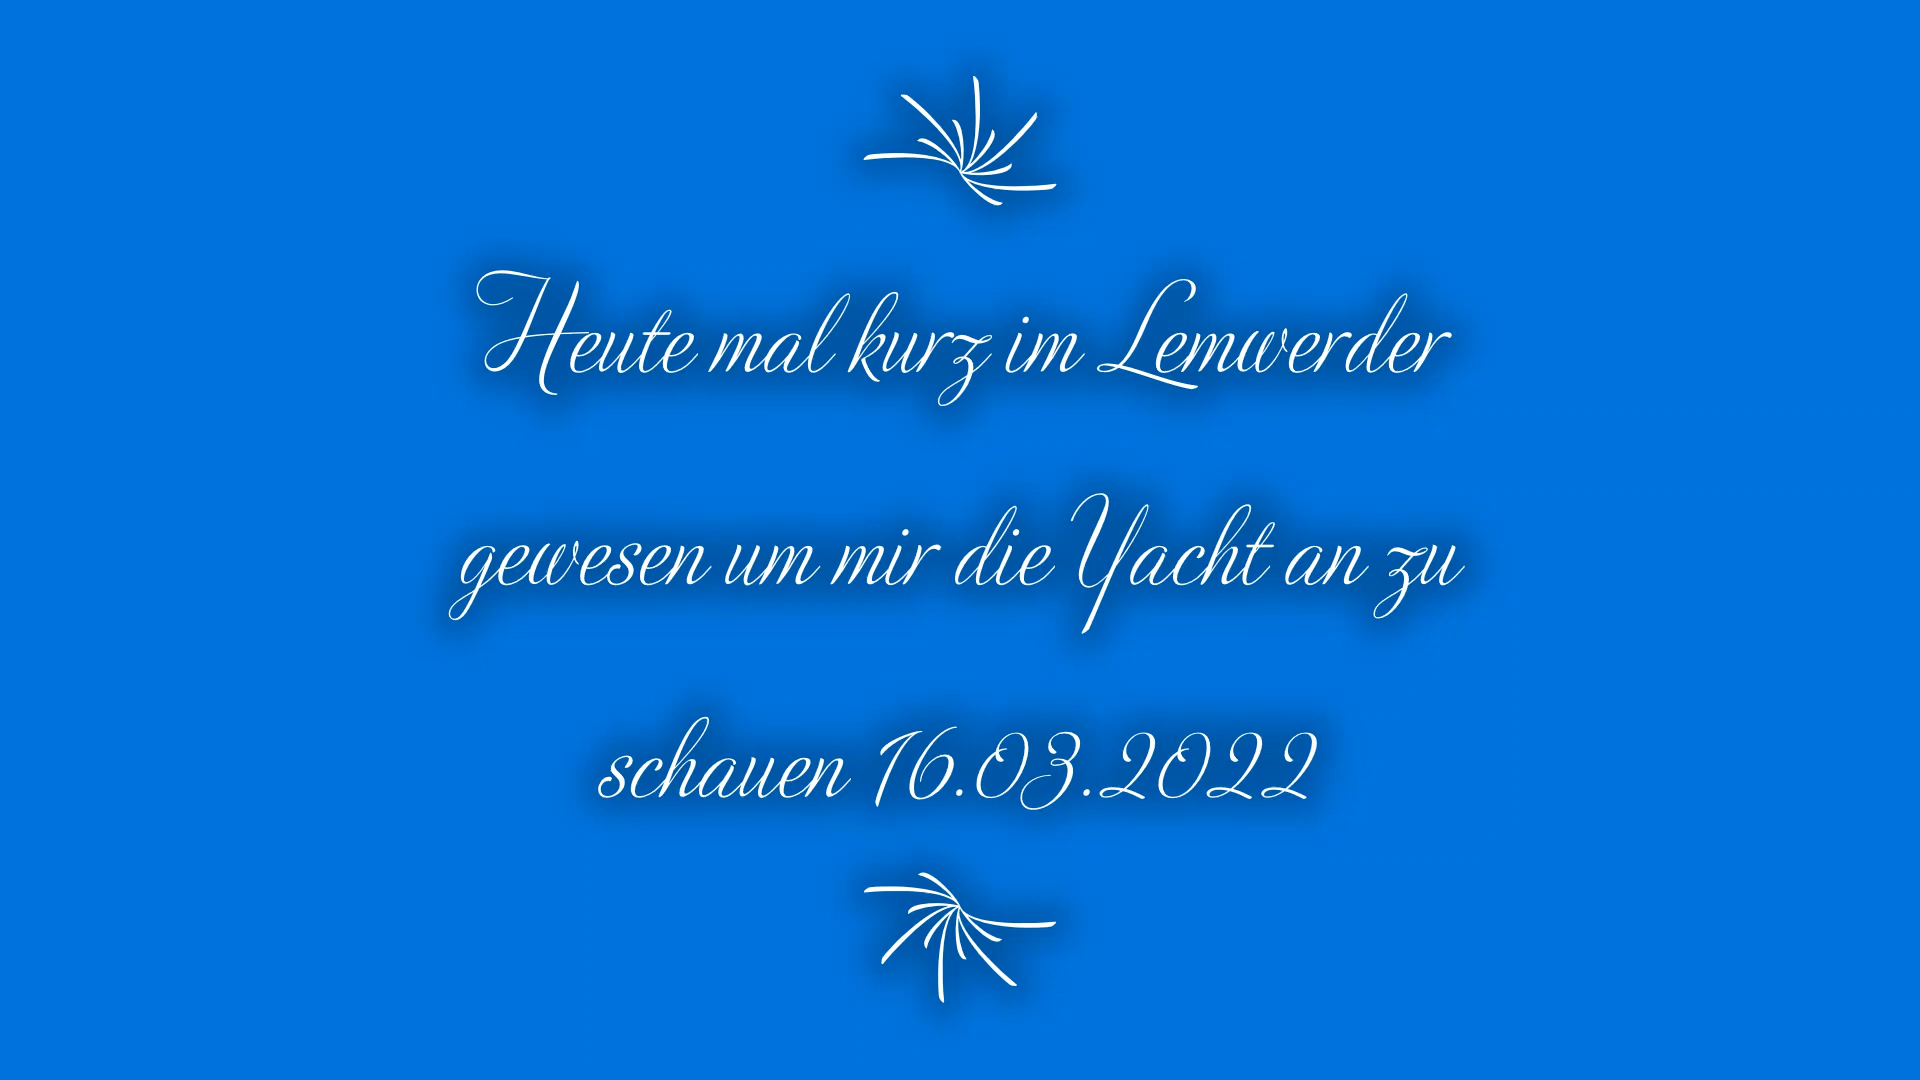 Heute mal kurz im Lemwerder
gewesen um mir die Yacht an zu
schauen 16.03.2022